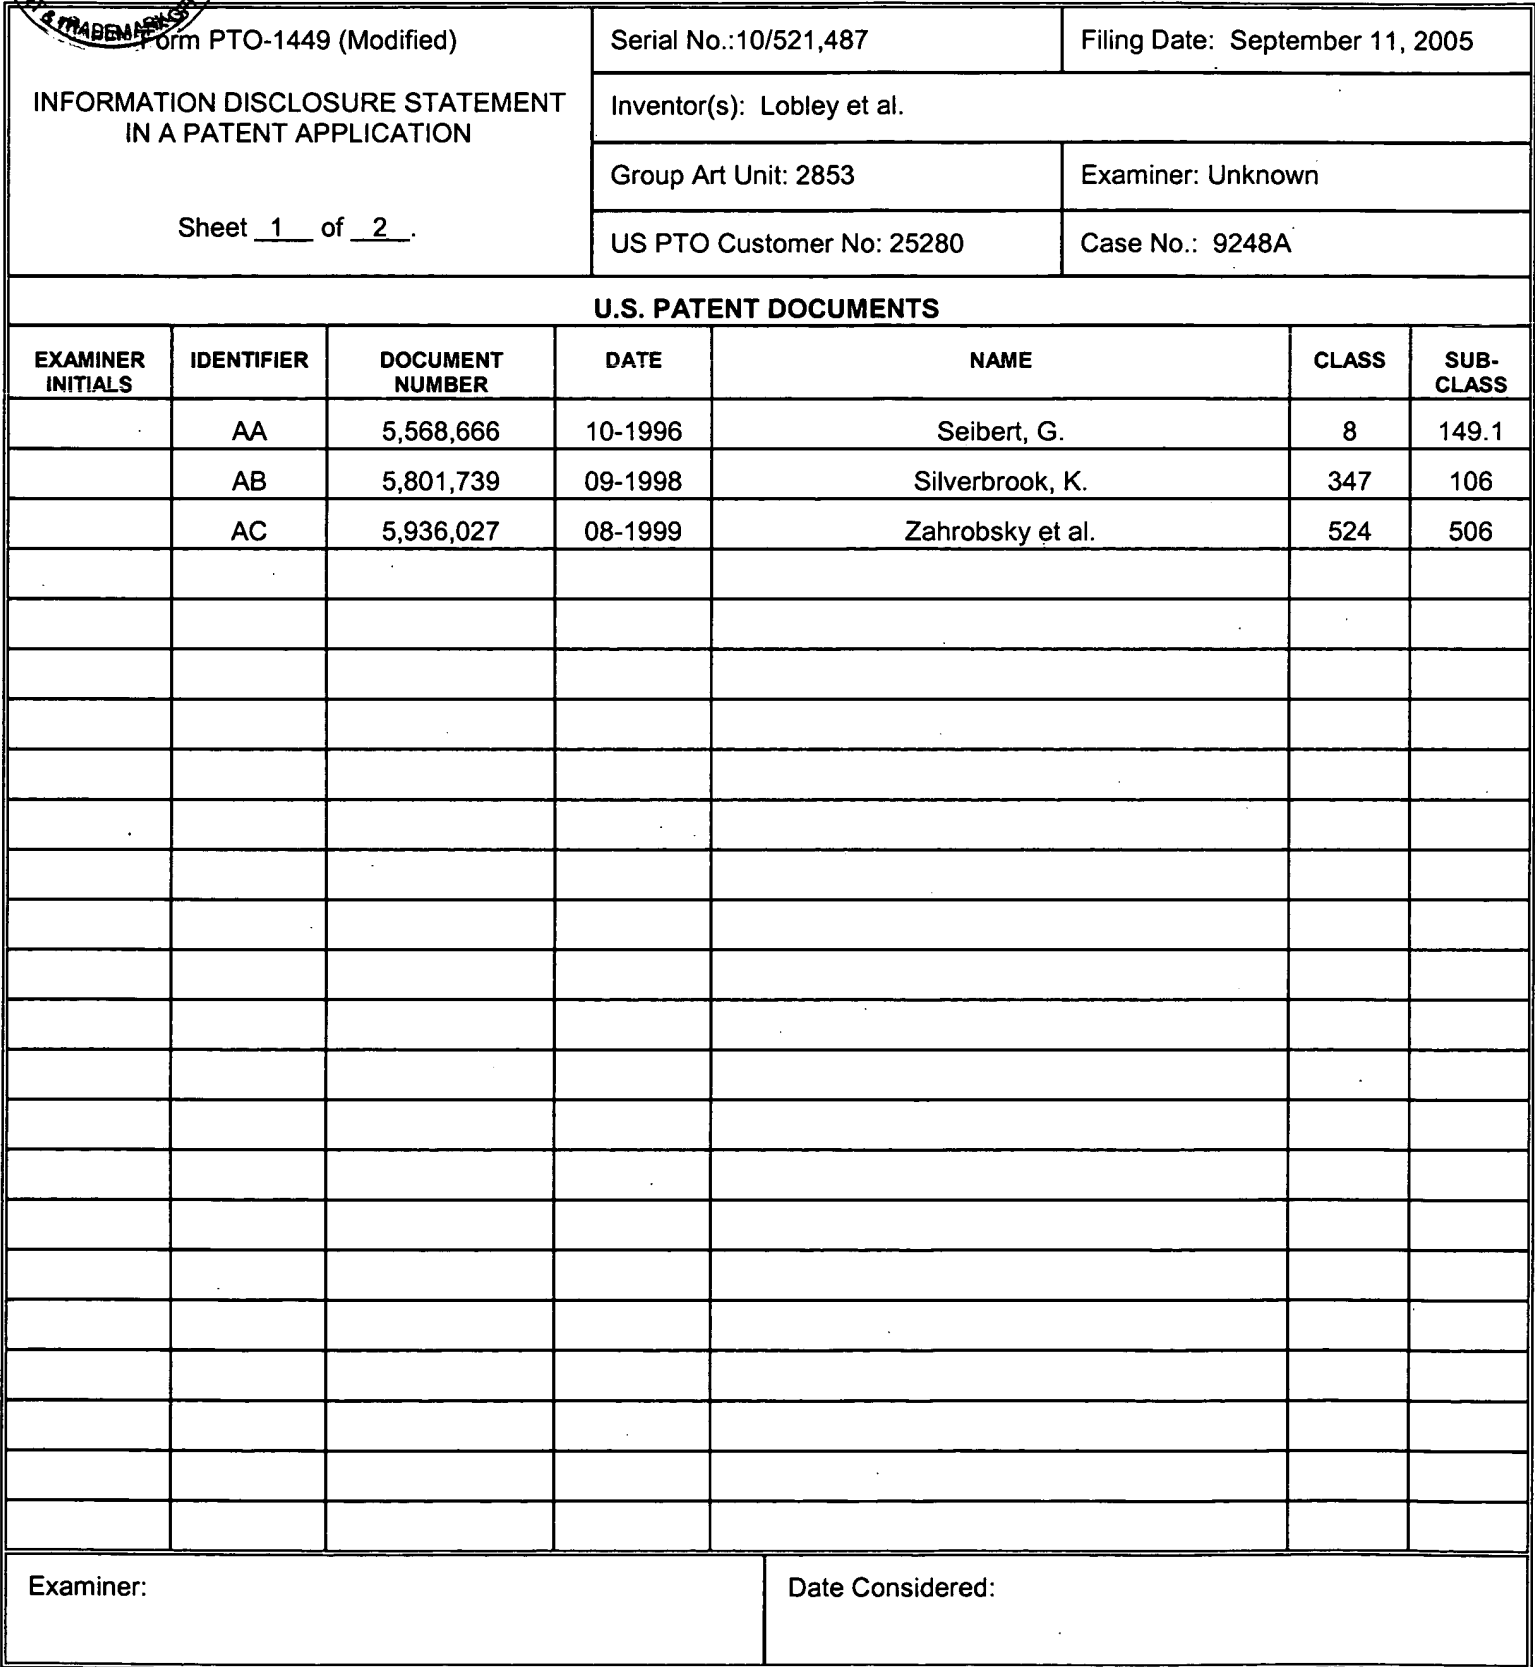 & TRADEMARK
Form PTO-1449 (Modified)
INFORMATION DISCLOSURE STATEMENT
IN A PATENT APPLICATION
Sheet 1 of 2.
Serial No.:10/521,487
Filing Date: September 11, 2005
Inventor(s): Lobley et al.
Group Art Unit: 2853
Examiner: Unknown
US PTO Customer No: 25280
Case No.: 9248A
U.S. PATENT DOCUMENTS
EXAMINER INITIALS IDENTIFIER DOCUMENT NUMBER DATE NAME CLASS SUB-CLASS
AA 5,568,666 10-1996 Seibert, G. 8 149.1
AB 5,801,739 09-1998 Silverbrook, K. 347 106
AC 5,936,027 08-1999 Zahrobsky et al. 524 506
Examiner:
Date Considered: